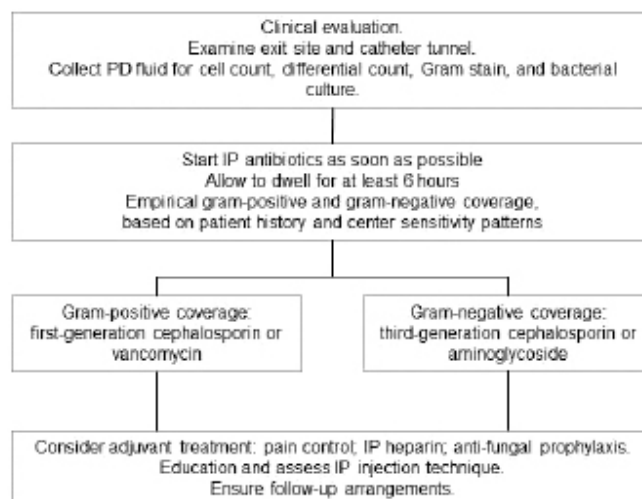 Clinical evaluation.
Examine exit site and catheter tunnel.
Collect PD fluid for cell count, differential count, Gram stain, and bacterial
culture.
Start IP antibiotics as soon as possible
Allow to dwell for at least 6 hours
Empirical gram-positive and gram-negative coverage,
based on patient history and center sensitivity patterns
Gram-positive coverage:
first-generation cephalosporin or
vancomycin
Gram-negative coverage:
third-generation cephalosporin or
aminoglycoside
Consider adjuvant treatment: pain control; IP heparin; anti-fungal prophylaxis.
Education and assess IP injection technique.
Ensure follow-up arrangements.